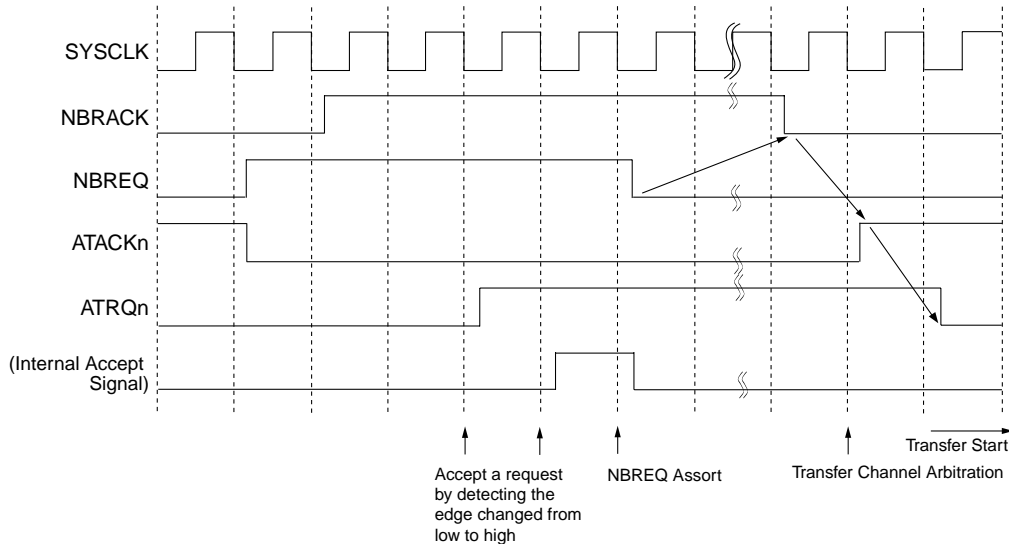 SYSCLK
NBRACK
NBREQ
ATACKn
ATRQn
(Internal Accept
Signal)
Transfer Start
Accept a request
by detecting the
edge changed from
low to high
NBREQ Assort
Transfer Channel Arbitration